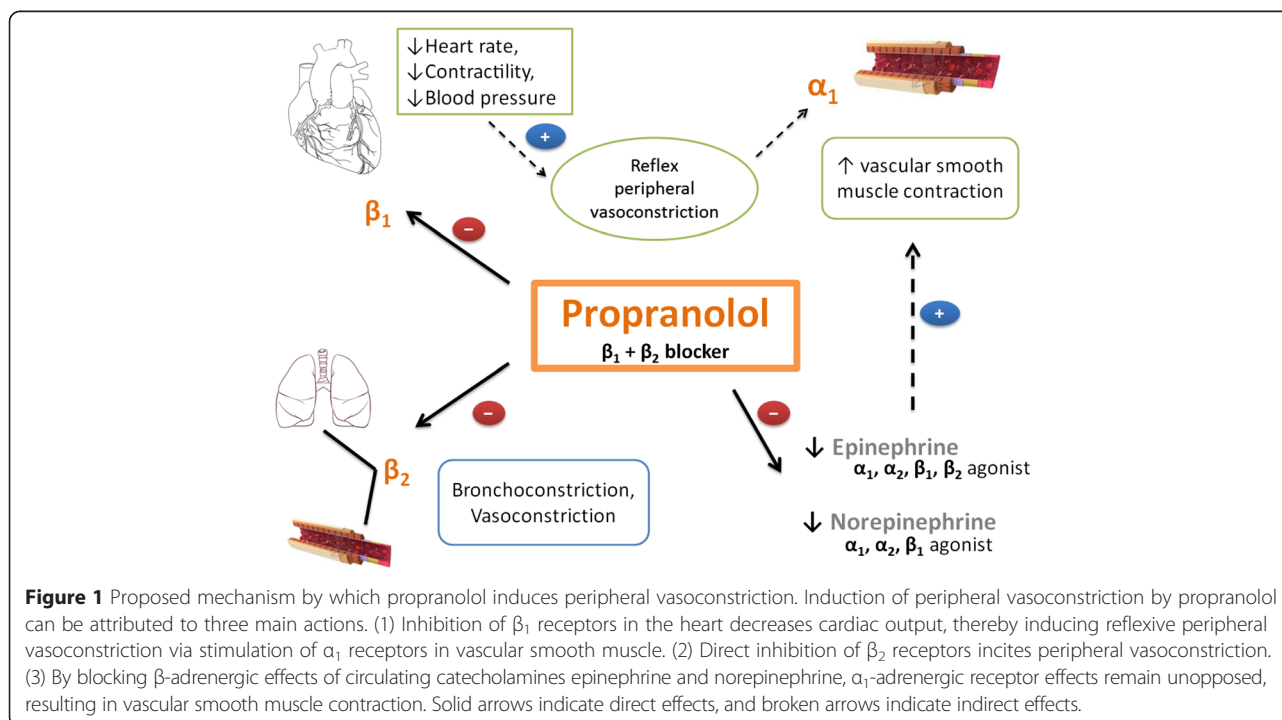 ↓Heart rate,
↓Contractility,
↓Blood pressure
+
Reflex
peripheral
vasoconstriction
α₁
↑ vascular smooth
muscle contraction
β₁
−
Propranolol
β₁ + β₂ blocker
+
−
−
β₂
Bronchoconstriction,
Vasoconstriction
↓ Epinephrine
α₁, α₂, β₁, β₂ agonist
↓ Norepinephrine
α₁, α₂, β₁ agonist
Figure 1 Proposed mechanism by which propranolol induces peripheral vasoconstriction. Induction of peripheral vasoconstriction by propranolol
can be attributed to three main actions. (1) Inhibition of β₁ receptors in the heart decreases cardiac output, thereby inducing reflexive peripheral
vasoconstriction via stimulation of α₁ receptors in vascular smooth muscle. (2) Direct inhibition of β₂ receptors incites peripheral vasoconstriction.
(3) By blocking β-adrenergic effects of circulating catecholamines epinephrine and norepinephrine, α₁-adrenergic receptor effects remain unopposed,
resulting in vascular smooth muscle contraction. Solid arrows indicate direct effects, and broken arrows indicate indirect effects.